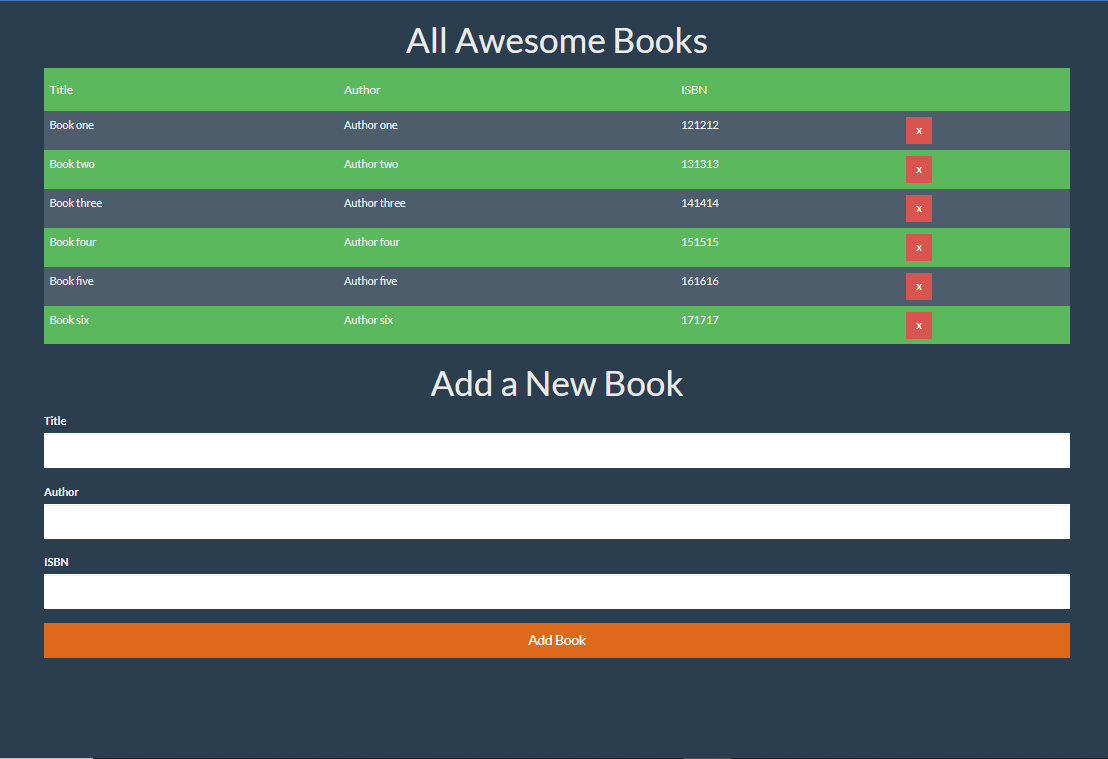 All Awesome Books
Title Author ISBN
Book one Author one 121212 x
Book two Author two 131313 x
Book three Author three 141414 x
Book four Author four 151515 x
Book five Author five 161616 x
Book six Author six 171717 x
Add a New Book
Title
Author
ISBN
Add Book